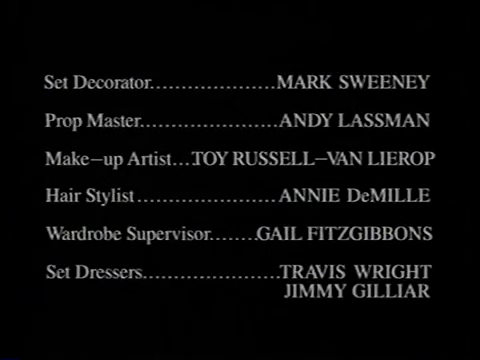 Set Decorator.....................MARK SWEENEY
Prop Master.......................ANDY LASSMAN
Make-up Artist...TOY RUSSELL-VAN LIEROP
Hair Stylist.......................ANNIE DeMILLE
Wardrobe Supervisor........GAIL FITZGIBBONS
Set Dressers.......................TRAVIS WRIGHT
JIMMY GILLIAR